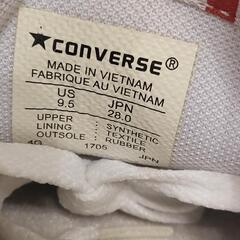 ★CONVERSE®
MADE IN VIETNAM
FABRIQUE AU VIETNAM
US JPN
9.5 28.0
UPPER : SYNTHETIC
LINING : TEXTILE
OUTSOLE : RUBBER
1705 JPN